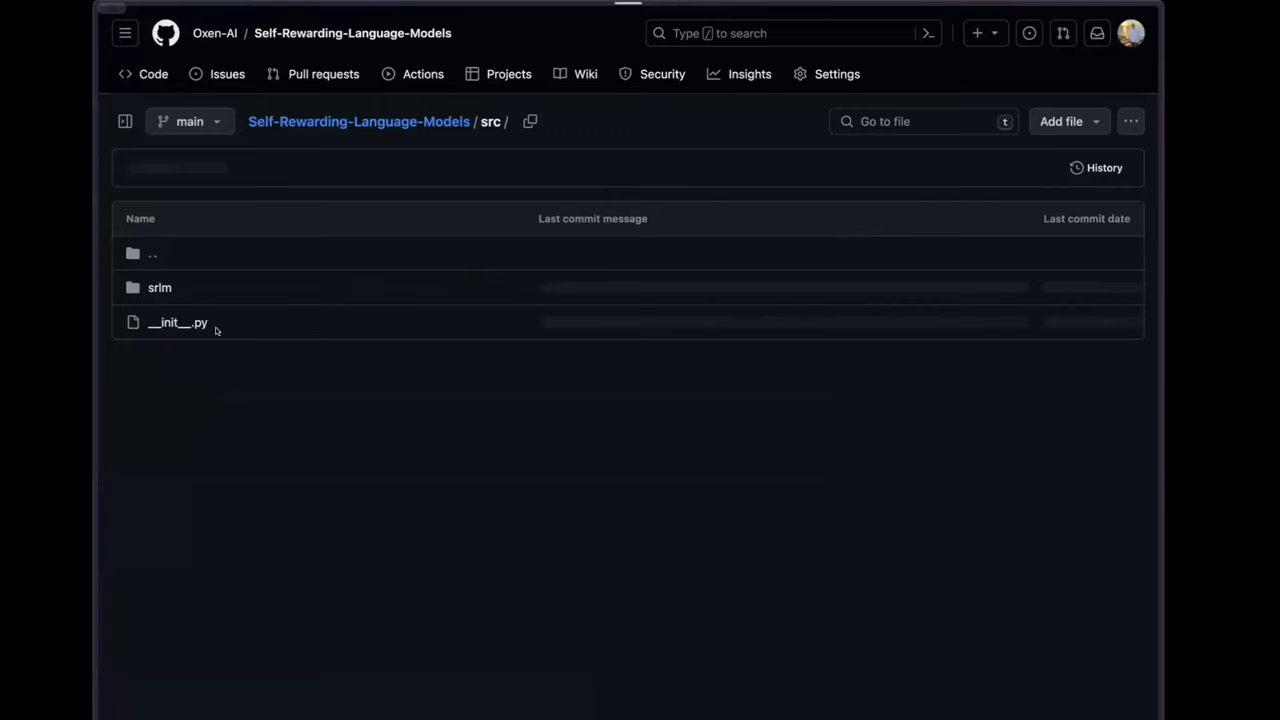 Oxen-AI / Self-Rewarding-Language-Models Type / to search
Code Issues Pull requests Actions Projects Wiki Security Insights Settings
main Self-Rewarding-Language-Models / src / Go to file t Add file
History
Name Last commit message Last commit date
..
srlm
__init__.py